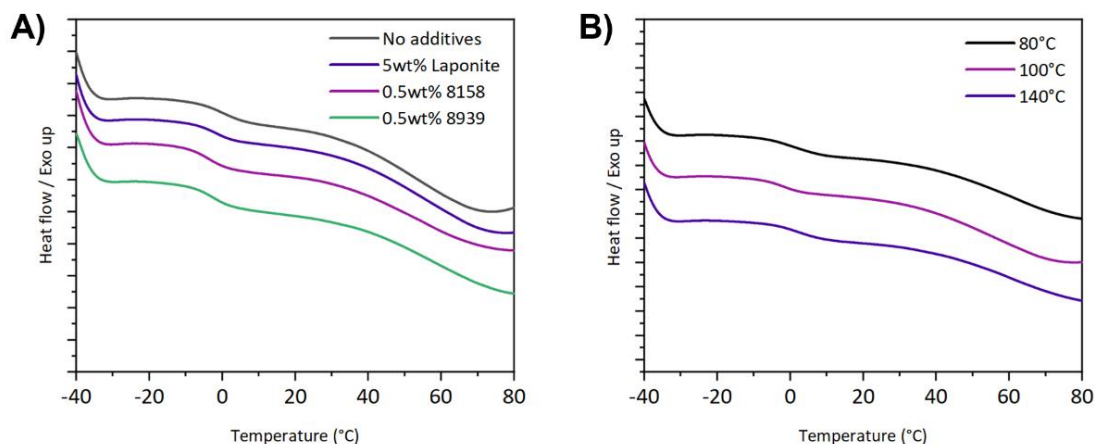 A)
No additives
5wt% Laponite
0.5wt% 8158
0.5wt% 8939
Heat flow / Exo up
-40 -20 0 20 40 60 80
Temperature (°C)
B)
80°C
100°C
140°C
Heat flow / Exo up
-40 -20 0 20 40 60 80
Temperature (°C)